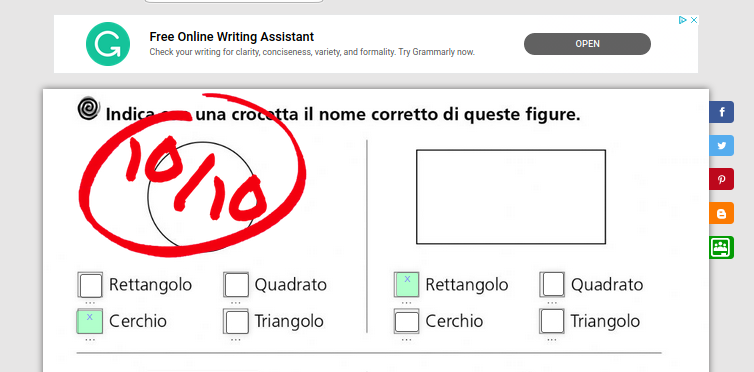 Free Online Writing Assistant
Check your writing for clarity, conciseness, variety, and formality. Try Grammarly now.
OPEN
Indica una crocetta il nome corretto di queste figure.
10/10
Rettangolo Quadrato Rettangolo Quadrato
x x
Cerchio Triangolo Cerchio Triangolo